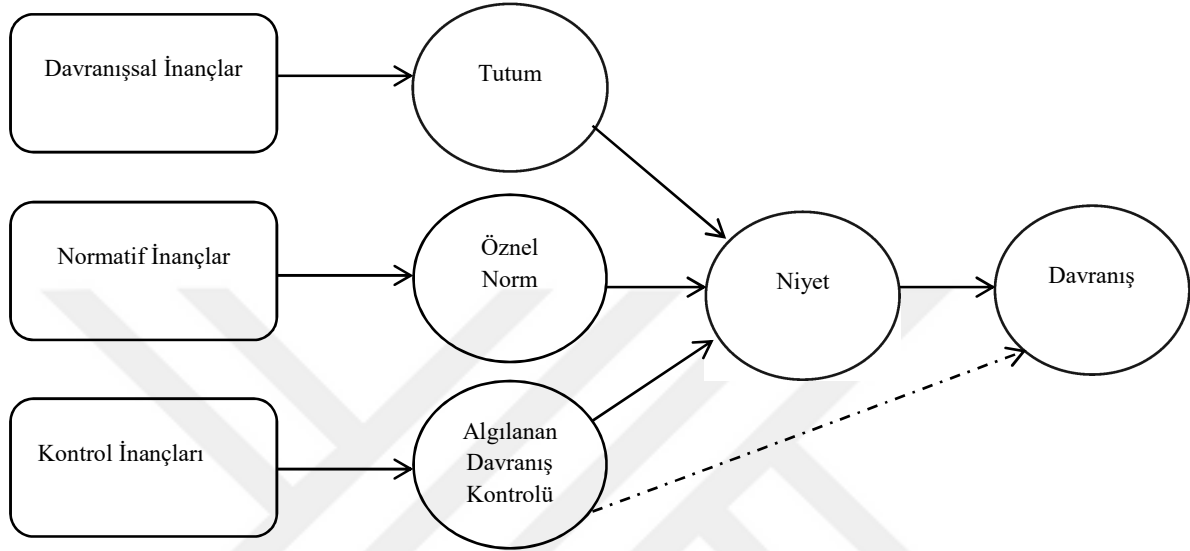 Davranışsal İnançlar
Tutum
Normatif İnançlar
Öznel
Norm
Niyet
Davranış
Kontrol İnançları
Algılanan
Davranış
Kontrolü